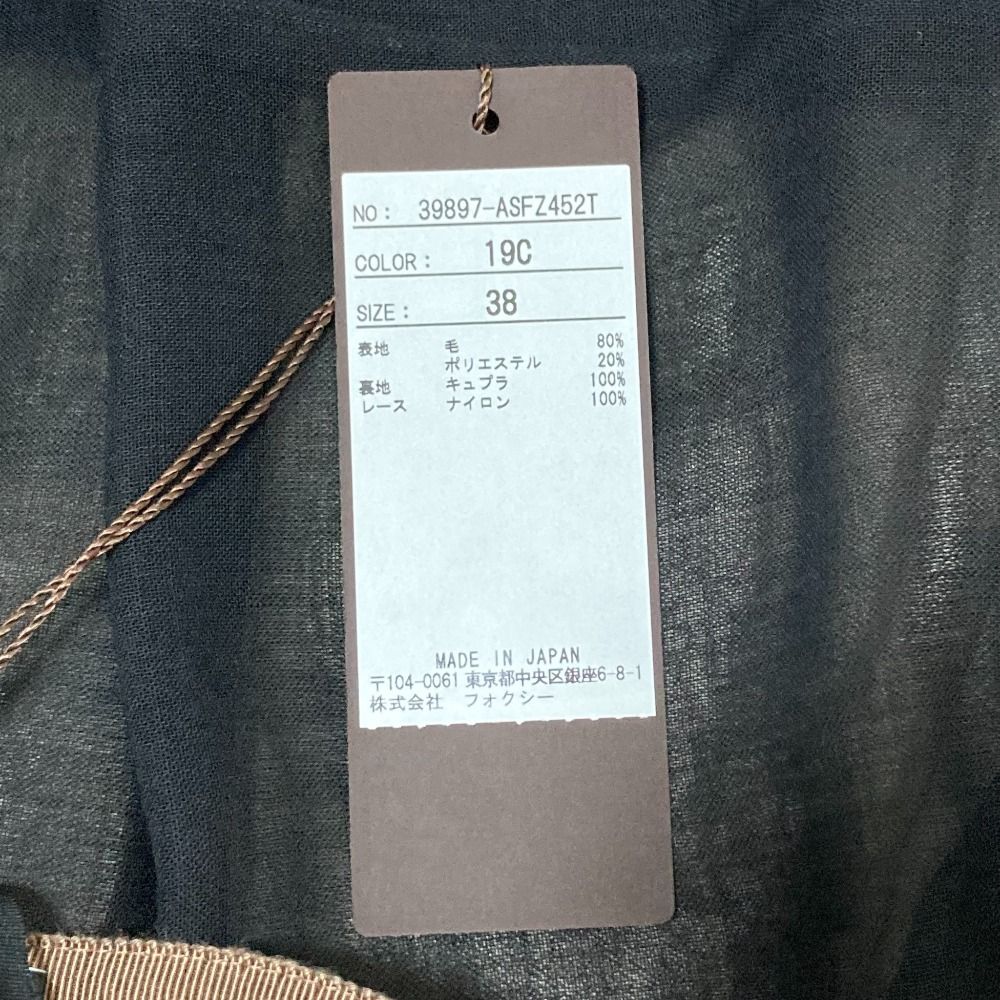 NO: 39897-ASFZ452T
COLOR: 19C
SIZE: 38
表地 毛 80%
ポリエステル 20%
裏地 キュプラ 100%
レース ナイロン 100%
MADE IN JAPAN
〒104-0061 東京都中央区銀座6-8-1
株式会社 フォクシー